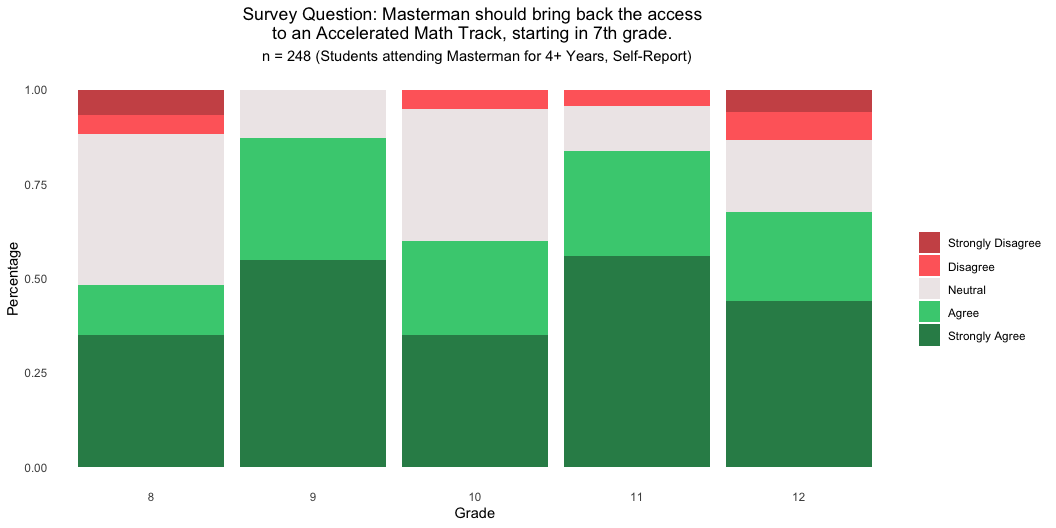 Survey Question: Masterman should bring back the access
to an Accelerated Math Track, starting in 7th grade.
n = 248 (Students attending Masterman for 4+ Years, Self-Report)
1.00
0.75
0.50
0.25
0.00
Percentage
8
9
10
11
12
Grade
Strongly Disagree
Disagree
Neutral
Agree
Strongly Agree